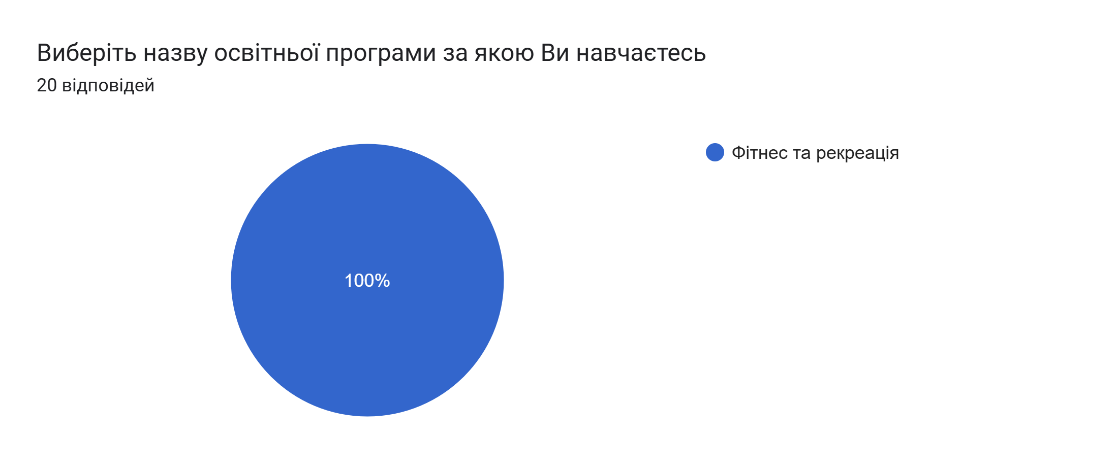 Виберіть назву освітньої програми за якою Ви навчаєтесь
20 відповідей
Фітнес та рекреація
100%